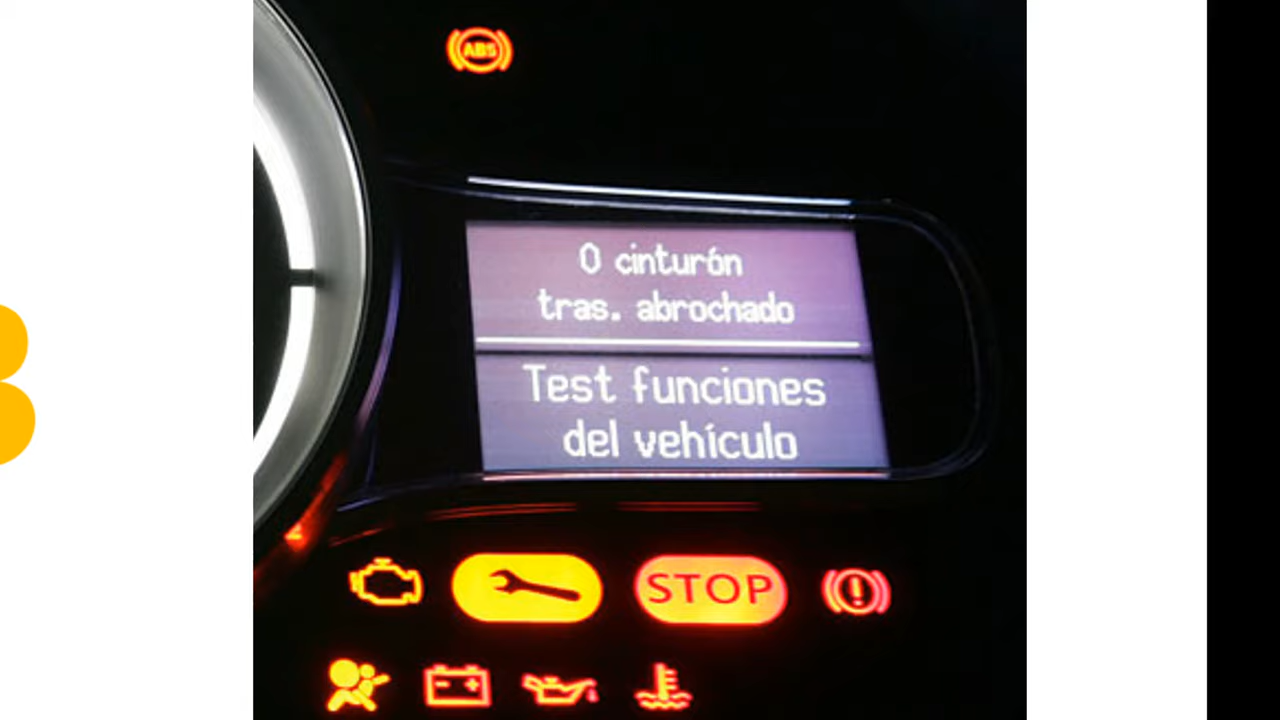 ABS
0 cinturón
tras. abrochado
Test funciones
del vehículo
STOP